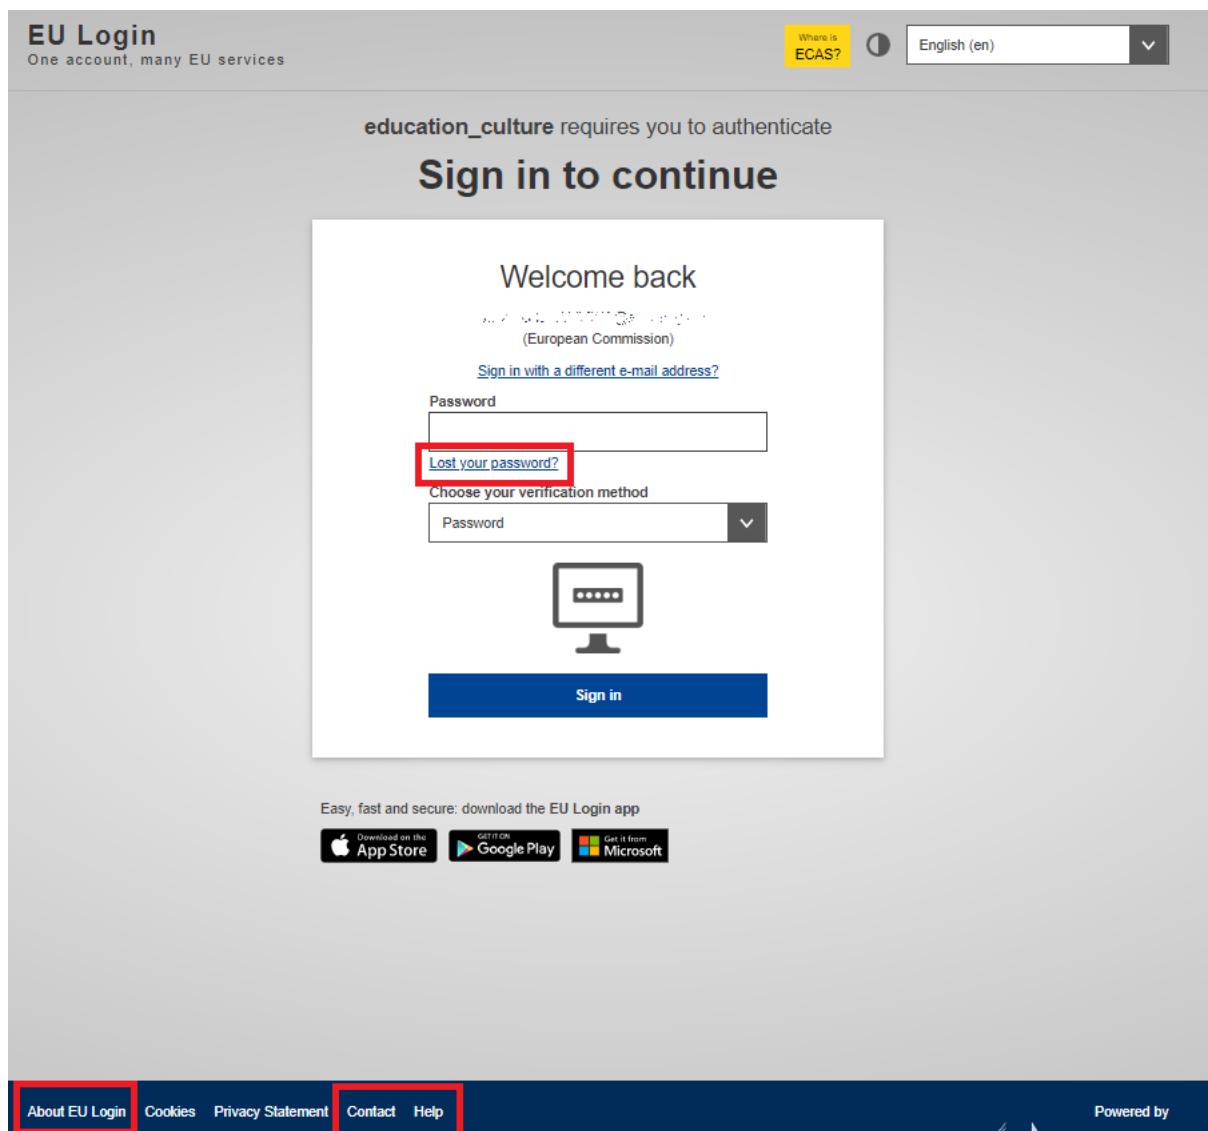 EU Login
One account, many EU services
Where is
ECAS?
English (en)
education_culture requires you to authenticate
Sign in to continue
Welcome back
(European Commission)
Sign in with a different e-mail address?
Password
Lost your password?
Choose your verification method
Password
Sign in
Easy, fast and secure: download the EU Login app
Download on the
App Store
GET IT ON
Google Play
Get it from
Microsoft
About EU Login Cookies Privacy Statement Contact Help Powered by